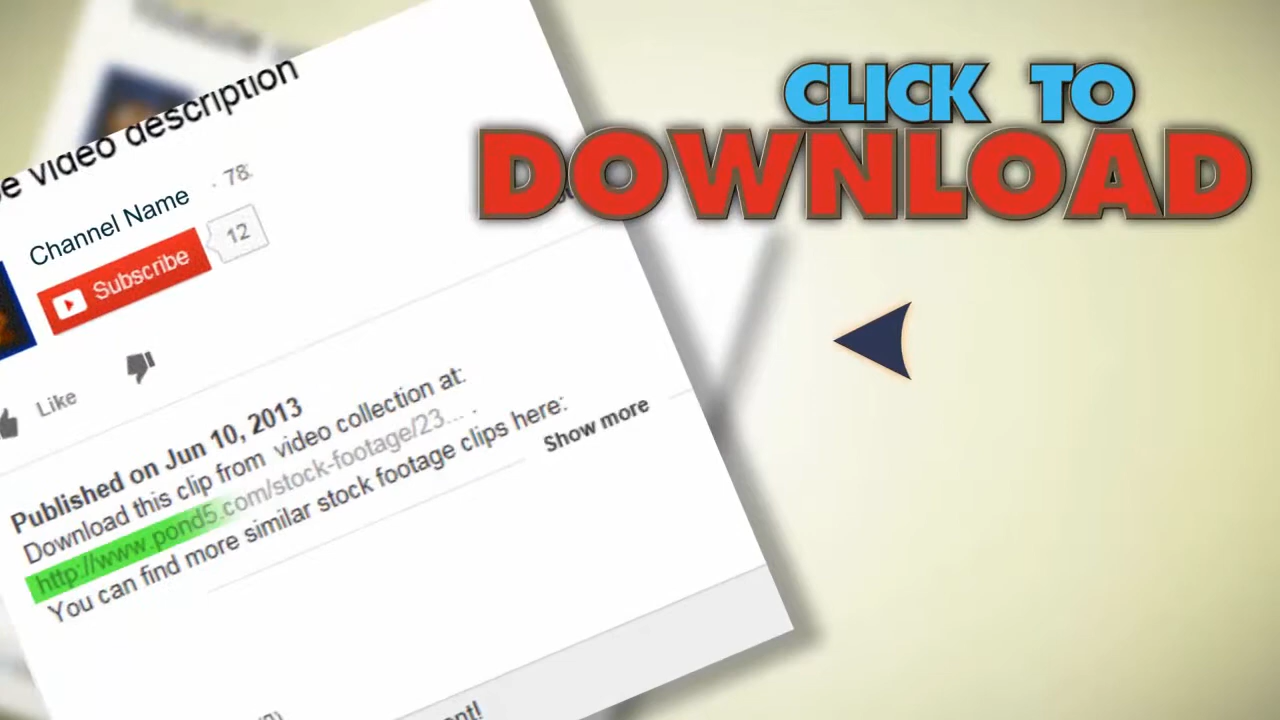 CLICK TO
DOWNLOAD
video description
Channel Name
78
Subscribe
12
Like
Published on Jun 10, 2013
Download this clip from video collection at:
http://www.pond5.com/stock-footage/23... .
You can find more similar stock footage clips here:
Show more